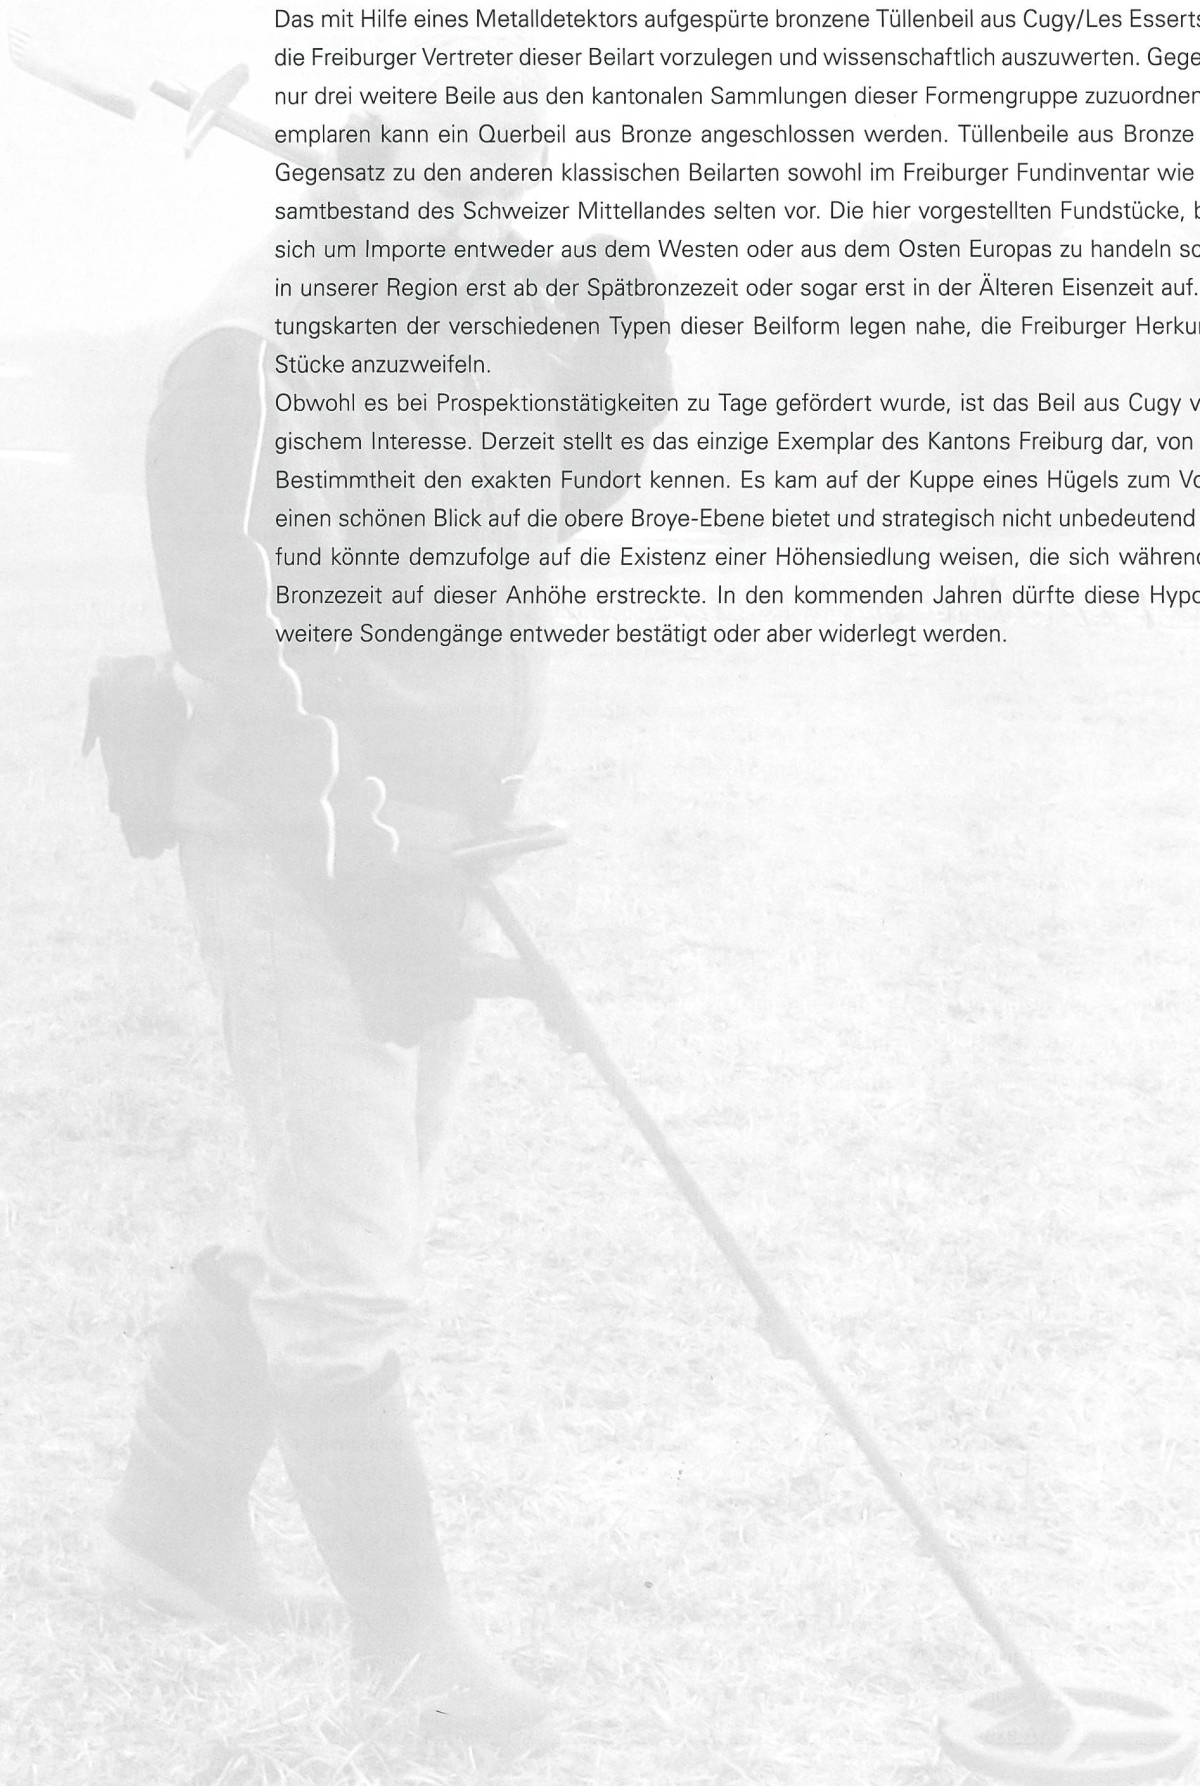 Das mit Hilfe eines Metalldetektors aufgespürte bronzene Tüllenbeil aus Cugy/Les Esserts
die Freiburger Vertreter dieser Beilart vorzulegen und wissenschaftlich auszuwerten. Gege
nur drei weitere Beile aus den kantonalen Sammlungen dieser Formengruppe zuzuordnen
emplaren kann ein Querbeil aus Bronze angeschlossen werden. Tüllenbeile aus Bronze
Gegensatz zu den anderen klassischen Beilarten sowohl im Freiburger Fundinventar wie
samtbestand des Schweizer Mittellandes selten vor. Die hier vorgestellten Fundstücke, b
sich um Importe entweder aus dem Westen oder aus dem Osten Europas zu handeln sc
in unserer Region erst ab der Spätbronzezeit oder sogar erst in der Älteren Eisenzeit auf.
tungskarten der verschiedenen Typen dieser Beilform legen nahe, die Freiburger Herku
Stücke anzuzweifeln.
Obwohl es bei Prospektionstätigkeiten zu Tage gefördert wurde, ist das Beil aus Cugy v
gischem Interesse. Derzeit stellt es das einzige Exemplar des Kantons Freiburg dar, von
Bestimmtheit den exakten Fundort kennen. Es kam auf der Kuppe eines Hügels zum Vo
einen schönen Blick auf die obere Broye-Ebene bietet und strategisch nicht unbedeutend
fund könnte demzufolge auf die Existenz einer Höhensiedlung weisen, die sich während
Bronzezeit auf dieser Anhöhe erstreckte. In den kommenden Jahren dürfte diese Hypo
weitere Sondengänge entweder bestätigt oder aber widerlegt werden.